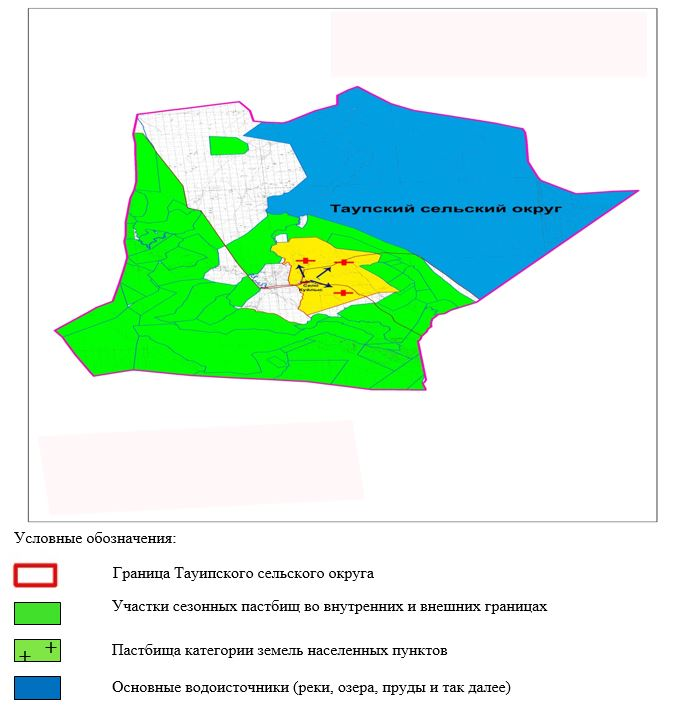 Таупский сельский округ
Условные обозначения:
Граница Тауипского сельского округа
Участки сезонных пастбищ во внутренних и внешних границах
Пастбища категории земель населенных пунктов
Основные водоисточники (реки, озера, пруды и так далее)